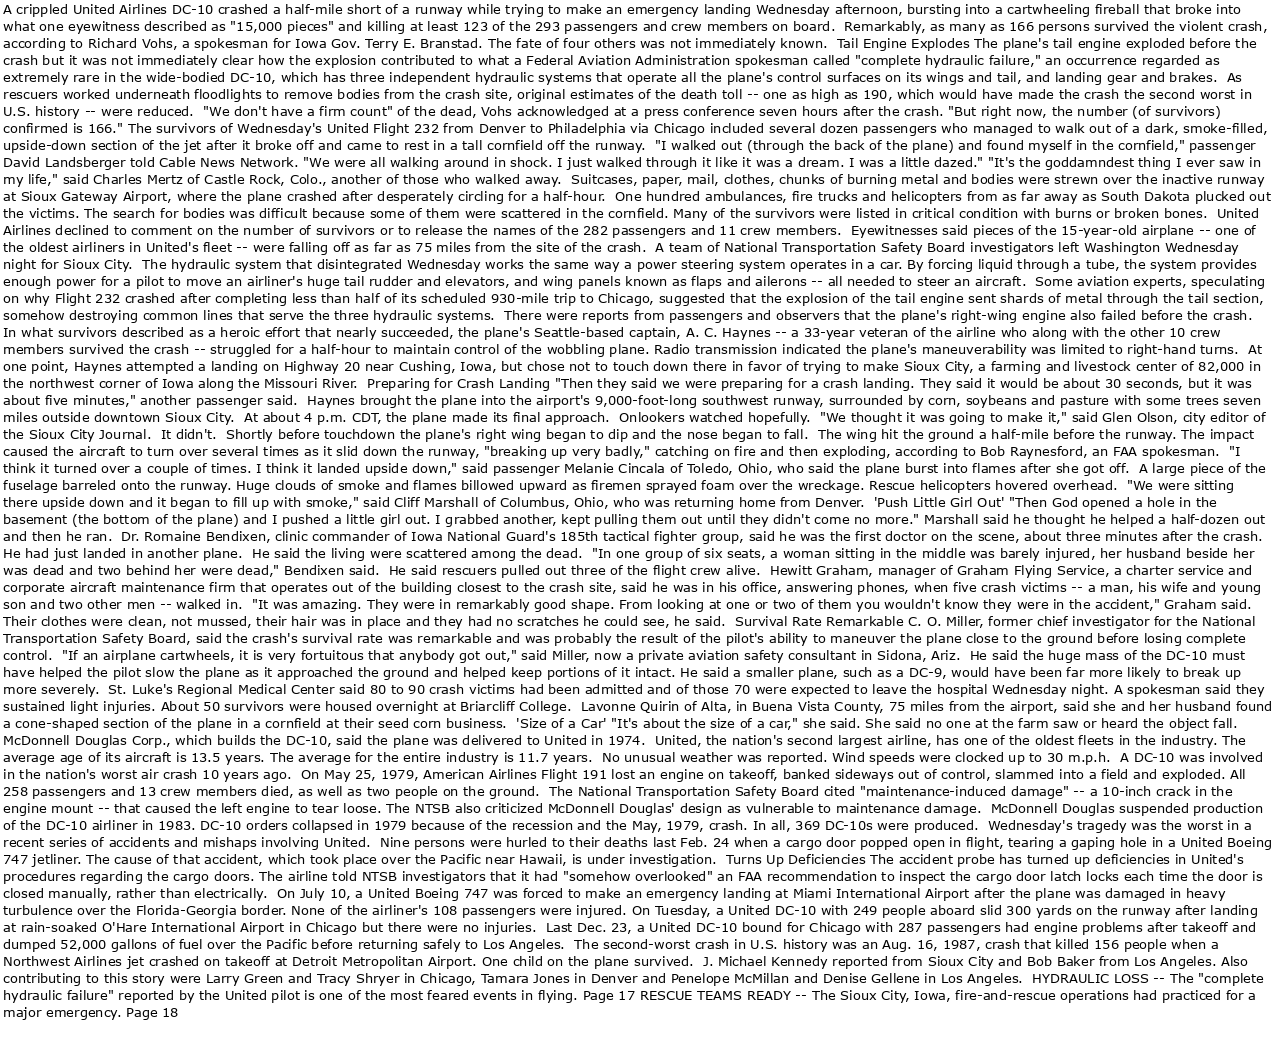 A crippled United Airlines DC-10 crashed a half-mile short of a runway while trying to make an emergency landing Wednesday afternoon, bursting into a cartwheeling fireball that broke into
what one eyewitness described as "15,000 pieces" and killing at least 123 of the 293 passengers and crew members on board.  Remarkably, as many as 166 persons survived the violent crash,
according to Richard Vohs, a spokesman for Iowa Gov. Terry E. Branstad. The fate of four others was not immediately known.  Tail Engine Explodes The plane's tail engine exploded before the
crash but it was not immediately clear how the explosion contributed to what a Federal Aviation Administration spokesman called "complete hydraulic failure," an occurrence regarded as
extremely rare in the wide-bodied DC-10, which has three independent hydraulic systems that operate all the plane's control surfaces on its wings and tail, and landing gear and brakes.  As
rescuers worked underneath floodlights to remove bodies from the crash site, original estimates of the death toll -- one as high as 190, which would have made the crash the second worst in
U.S. history -- were reduced.  "We don't have a firm count" of the dead, Vohs acknowledged at a press conference seven hours after the crash. "But right now, the number (of survivors)
confirmed is 166." The survivors of Wednesday's United Flight 232 from Denver to Philadelphia via Chicago included several dozen passengers who managed to walk out of a dark, smoke-filled,
upside-down section of the jet after it broke off and came to rest in a tall cornfield off the runway.  "I walked out (through the back of the plane) and found myself in the cornfield," passenger
David Landsberger told Cable News Network. "We were all walking around in shock. I just walked through it like it was a dream. I was a little dazed." "It's the goddamndest thing I ever saw in
my life," said Charles Mertz of Castle Rock, Colo., another of those who walked away.  Suitcases, paper, mail, clothes, chunks of burning metal and bodies were strewn over the inactive runway
at Sioux Gateway Airport, where the plane crashed after desperately circling for a half-hour.  One hundred ambulances, fire trucks and helicopters from as far away as South Dakota plucked out
the victims. The search for bodies was difficult because some of them were scattered in the cornfield. Many of the survivors were listed in critical condition with burns or broken bones.  United
Airlines declined to comment on the number of survivors or to release the names of the 282 passengers and 11 crew members.  Eyewitnesses said pieces of the 15-year-old airplane -- one of
the oldest airliners in United's fleet -- were falling off as far as 75 miles from the site of the crash.  A team of National Transportation Safety Board investigators left Washington Wednesday
night for Sioux City.  The hydraulic system that disintegrated Wednesday works the same way a power steering system operates in a car. By forcing liquid through a tube, the system provides
enough power for a pilot to move an airliner's huge tail rudder and elevators, and wing panels known as flaps and ailerons -- all needed to steer an aircraft.  Some aviation experts, speculating
on why Flight 232 crashed after completing less than half of its scheduled 930-mile trip to Chicago, suggested that the explosion of the tail engine sent shards of metal through the tail section,
somehow destroying common lines that serve the three hydraulic systems.  There were reports from passengers and observers that the plane's right-wing engine also failed before the crash.
In what survivors described as a heroic effort that nearly succeeded, the plane's Seattle-based captain, A. C. Haynes -- a 33-year veteran of the airline who along with the other 10 crew
members survived the crash -- struggled for a half-hour to maintain control of the wobbling plane. Radio transmission indicated the plane's maneuverability was limited to right-hand turns.  At
one point, Haynes attempted a landing on Highway 20 near Cushing, Iowa, but chose not to touch down there in favor of trying to make Sioux City, a farming and livestock center of 82,000 in
the northwest corner of Iowa along the Missouri River.  Preparing for Crash Landing "Then they said we were preparing for a crash landing. They said it would be about 30 seconds, but it was
about five minutes," another passenger said.  Haynes brought the plane into the airport's 9,000-foot-long southwest runway, surrounded by corn, soybeans and pasture with some trees seven
miles outside downtown Sioux City.  At about 4 p.m. CDT, the plane made its final approach.  Onlookers watched hopefully.  "We thought it was going to make it," said Glen Olson, city editor of
the Sioux City Journal.  It didn't.  Shortly before touchdown the plane's right wing began to dip and the nose began to fall.  The wing hit the ground a half-mile before the runway. The impact
caused the aircraft to turn over several times as it slid down the runway, "breaking up very badly," catching on fire and then exploding, according to Bob Raynesford, an FAA spokesman.  "I
think it turned over a couple of times. I think it landed upside down," said passenger Melanie Cincala of Toledo, Ohio, who said the plane burst into flames after she got off.  A large piece of the
fuselage barreled onto the runway. Huge clouds of smoke and flames billowed upward as firemen sprayed foam over the wreckage. Rescue helicopters hovered overhead.  "We were sitting
there upside down and it began to fill up with smoke," said Cliff Marshall of Columbus, Ohio, who was returning home from Denver.  'Push Little Girl Out' "Then God opened a hole in the
basement (the bottom of the plane) and I pushed a little girl out. I grabbed another, kept pulling them out until they didn't come no more." Marshall said he thought he helped a half-dozen out
and then he ran.  Dr. Romaine Bendixen, clinic commander of Iowa National Guard's 185th tactical fighter group, said he was the first doctor on the scene, about three minutes after the crash.
He had just landed in another plane.  He said the living were scattered among the dead.  "In one group of six seats, a woman sitting in the middle was barely injured, her husband beside her
was dead and two behind her were dead," Bendixen said.  He said rescuers pulled out three of the flight crew alive.  Hewitt Graham, manager of Graham Flying Service, a charter service and
corporate aircraft maintenance firm that operates out of the building closest to the crash site, said he was in his office, answering phones, when five crash victims -- a man, his wife and young
son and two other men -- walked in.  "It was amazing. They were in remarkably good shape. From looking at one or two of them you wouldn't know they were in the accident," Graham said.
Their clothes were clean, not mussed, their hair was in place and they had no scratches he could see, he said.  Survival Rate Remarkable C. O. Miller, former chief investigator for the National
Transportation Safety Board, said the crash's survival rate was remarkable and was probably the result of the pilot's ability to maneuver the plane close to the ground before losing complete
control.  "If an airplane cartwheels, it is very fortuitous that anybody got out," said Miller, now a private aviation safety consultant in Sidona, Ariz.  He said the huge mass of the DC-10 must
have helped the pilot slow the plane as it approached the ground and helped keep portions of it intact. He said a smaller plane, such as a DC-9, would have been far more likely to break up
more severely.  St. Luke's Regional Medical Center said 80 to 90 crash victims had been admitted and of those 70 were expected to leave the hospital Wednesday night. A spokesman said they
sustained light injuries. About 50 survivors were housed overnight at Briarcliff College.  Lavonne Quirin of Alta, in Buena Vista County, 75 miles from the airport, said she and her husband found
a cone-shaped section of the plane in a cornfield at their seed corn business.  'Size of a Car' "It's about the size of a car," she said. She said no one at the farm saw or heard the object fall.
McDonnell Douglas Corp., which builds the DC-10, said the plane was delivered to United in 1974.  United, the nation's second largest airline, has one of the oldest fleets in the industry. The
average age of its aircraft is 13.5 years. The average for the entire industry is 11.7 years.  No unusual weather was reported. Wind speeds were clocked up to 30 m.p.h.  A DC-10 was involved
in the nation's worst air crash 10 years ago.  On May 25, 1979, American Airlines Flight 191 lost an engine on takeoff, banked sideways out of control, slammed into a field and exploded. All
258 passengers and 13 crew members died, as well as two people on the ground.  The National Transportation Safety Board cited "maintenance-induced damage" -- a 10-inch crack in the
engine mount -- that caused the left engine to tear loose. The NTSB also criticized McDonnell Douglas' design as vulnerable to maintenance damage.  McDonnell Douglas suspended production
of the DC-10 airliner in 1983. DC-10 orders collapsed in 1979 because of the recession and the May, 1979, crash. In all, 369 DC-10s were produced.  Wednesday's tragedy was the worst in a
recent series of accidents and mishaps involving United.  Nine persons were hurled to their deaths last Feb. 24 when a cargo door popped open in flight, tearing a gaping hole in a United Boeing
747 jetliner. The cause of that accident, which took place over the Pacific near Hawaii, is under investigation.  Turns Up Deficiencies The accident probe has turned up deficiencies in United's
procedures regarding the cargo doors. The airline told NTSB investigators that it had "somehow overlooked" an FAA recommendation to inspect the cargo door latch locks each time the door is
closed manually, rather than electrically.  On July 10, a United Boeing 747 was forced to make an emergency landing at Miami International Airport after the plane was damaged in heavy
turbulence over the Florida-Georgia border. None of the airliner's 108 passengers were injured. On Tuesday, a United DC-10 with 249 people aboard slid 300 yards on the runway after landing
at rain-soaked O'Hare International Airport in Chicago but there were no injuries.  Last Dec. 23, a United DC-10 bound for Chicago with 287 passengers had engine problems after takeoff and
dumped 52,000 gallons of fuel over the Pacific before returning safely to Los Angeles.  The second-worst crash in U.S. history was an Aug. 16, 1987, crash that killed 156 people when a
Northwest Airlines jet crashed on takeoff at Detroit Metropolitan Airport. One child on the plane survived.  J. Michael Kennedy reported from Sioux City and Bob Baker from Los Angeles. Also
contributing to this story were Larry Green and Tracy Shryer in Chicago, Tamara Jones in Denver and Penelope McMillan and Denise Gellene in Los Angeles.  HYDRAULIC LOSS -- The "complete
hydraulic failure" reported by the United pilot is one of the most feared events in flying. Page 17 RESCUE TEAMS READY -- The Sioux City, Iowa, fire-and-rescue operations had practiced for a
major emergency. Page 18